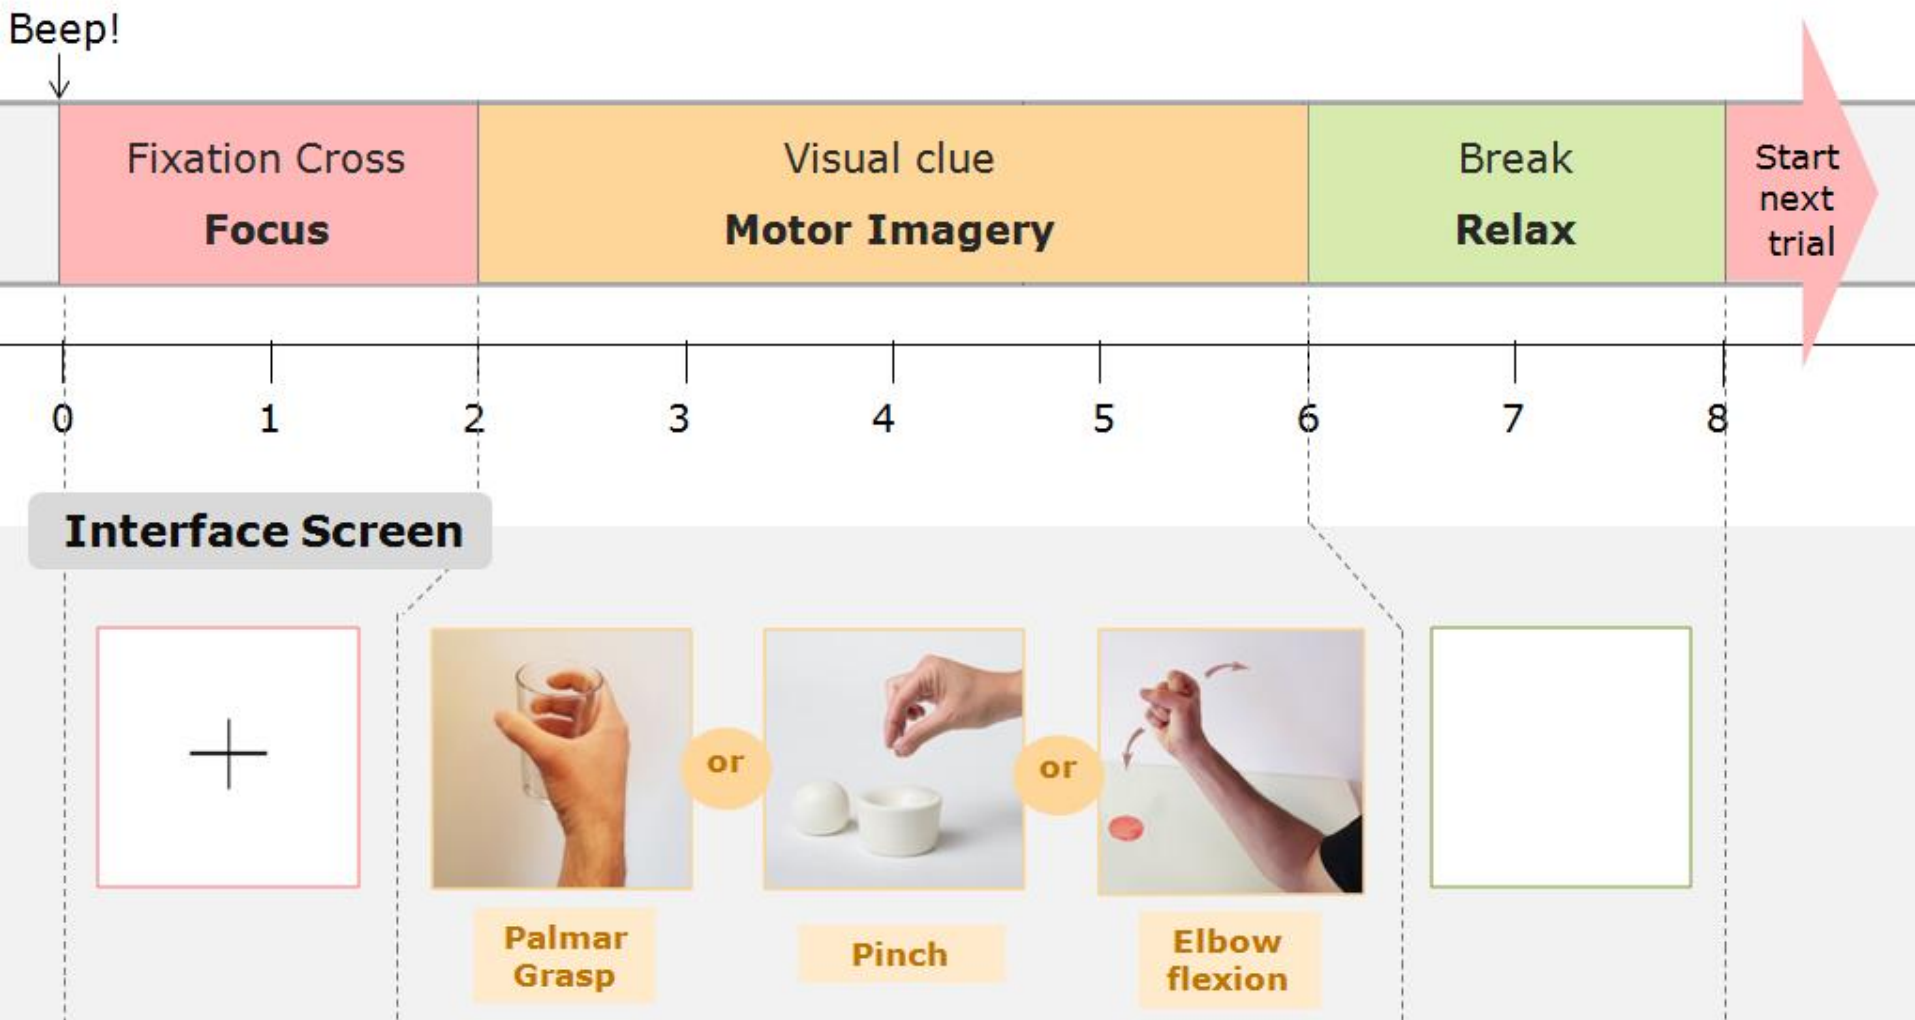 Beep!
Fixation Cross
Focus
Visual clue
Motor Imagery
Break
Relax
Start
next
trial
0 1 2 3 4 5 6 7 8
Interface Screen
or
or
Palmar
Grasp
Pinch
Elbow
flexion